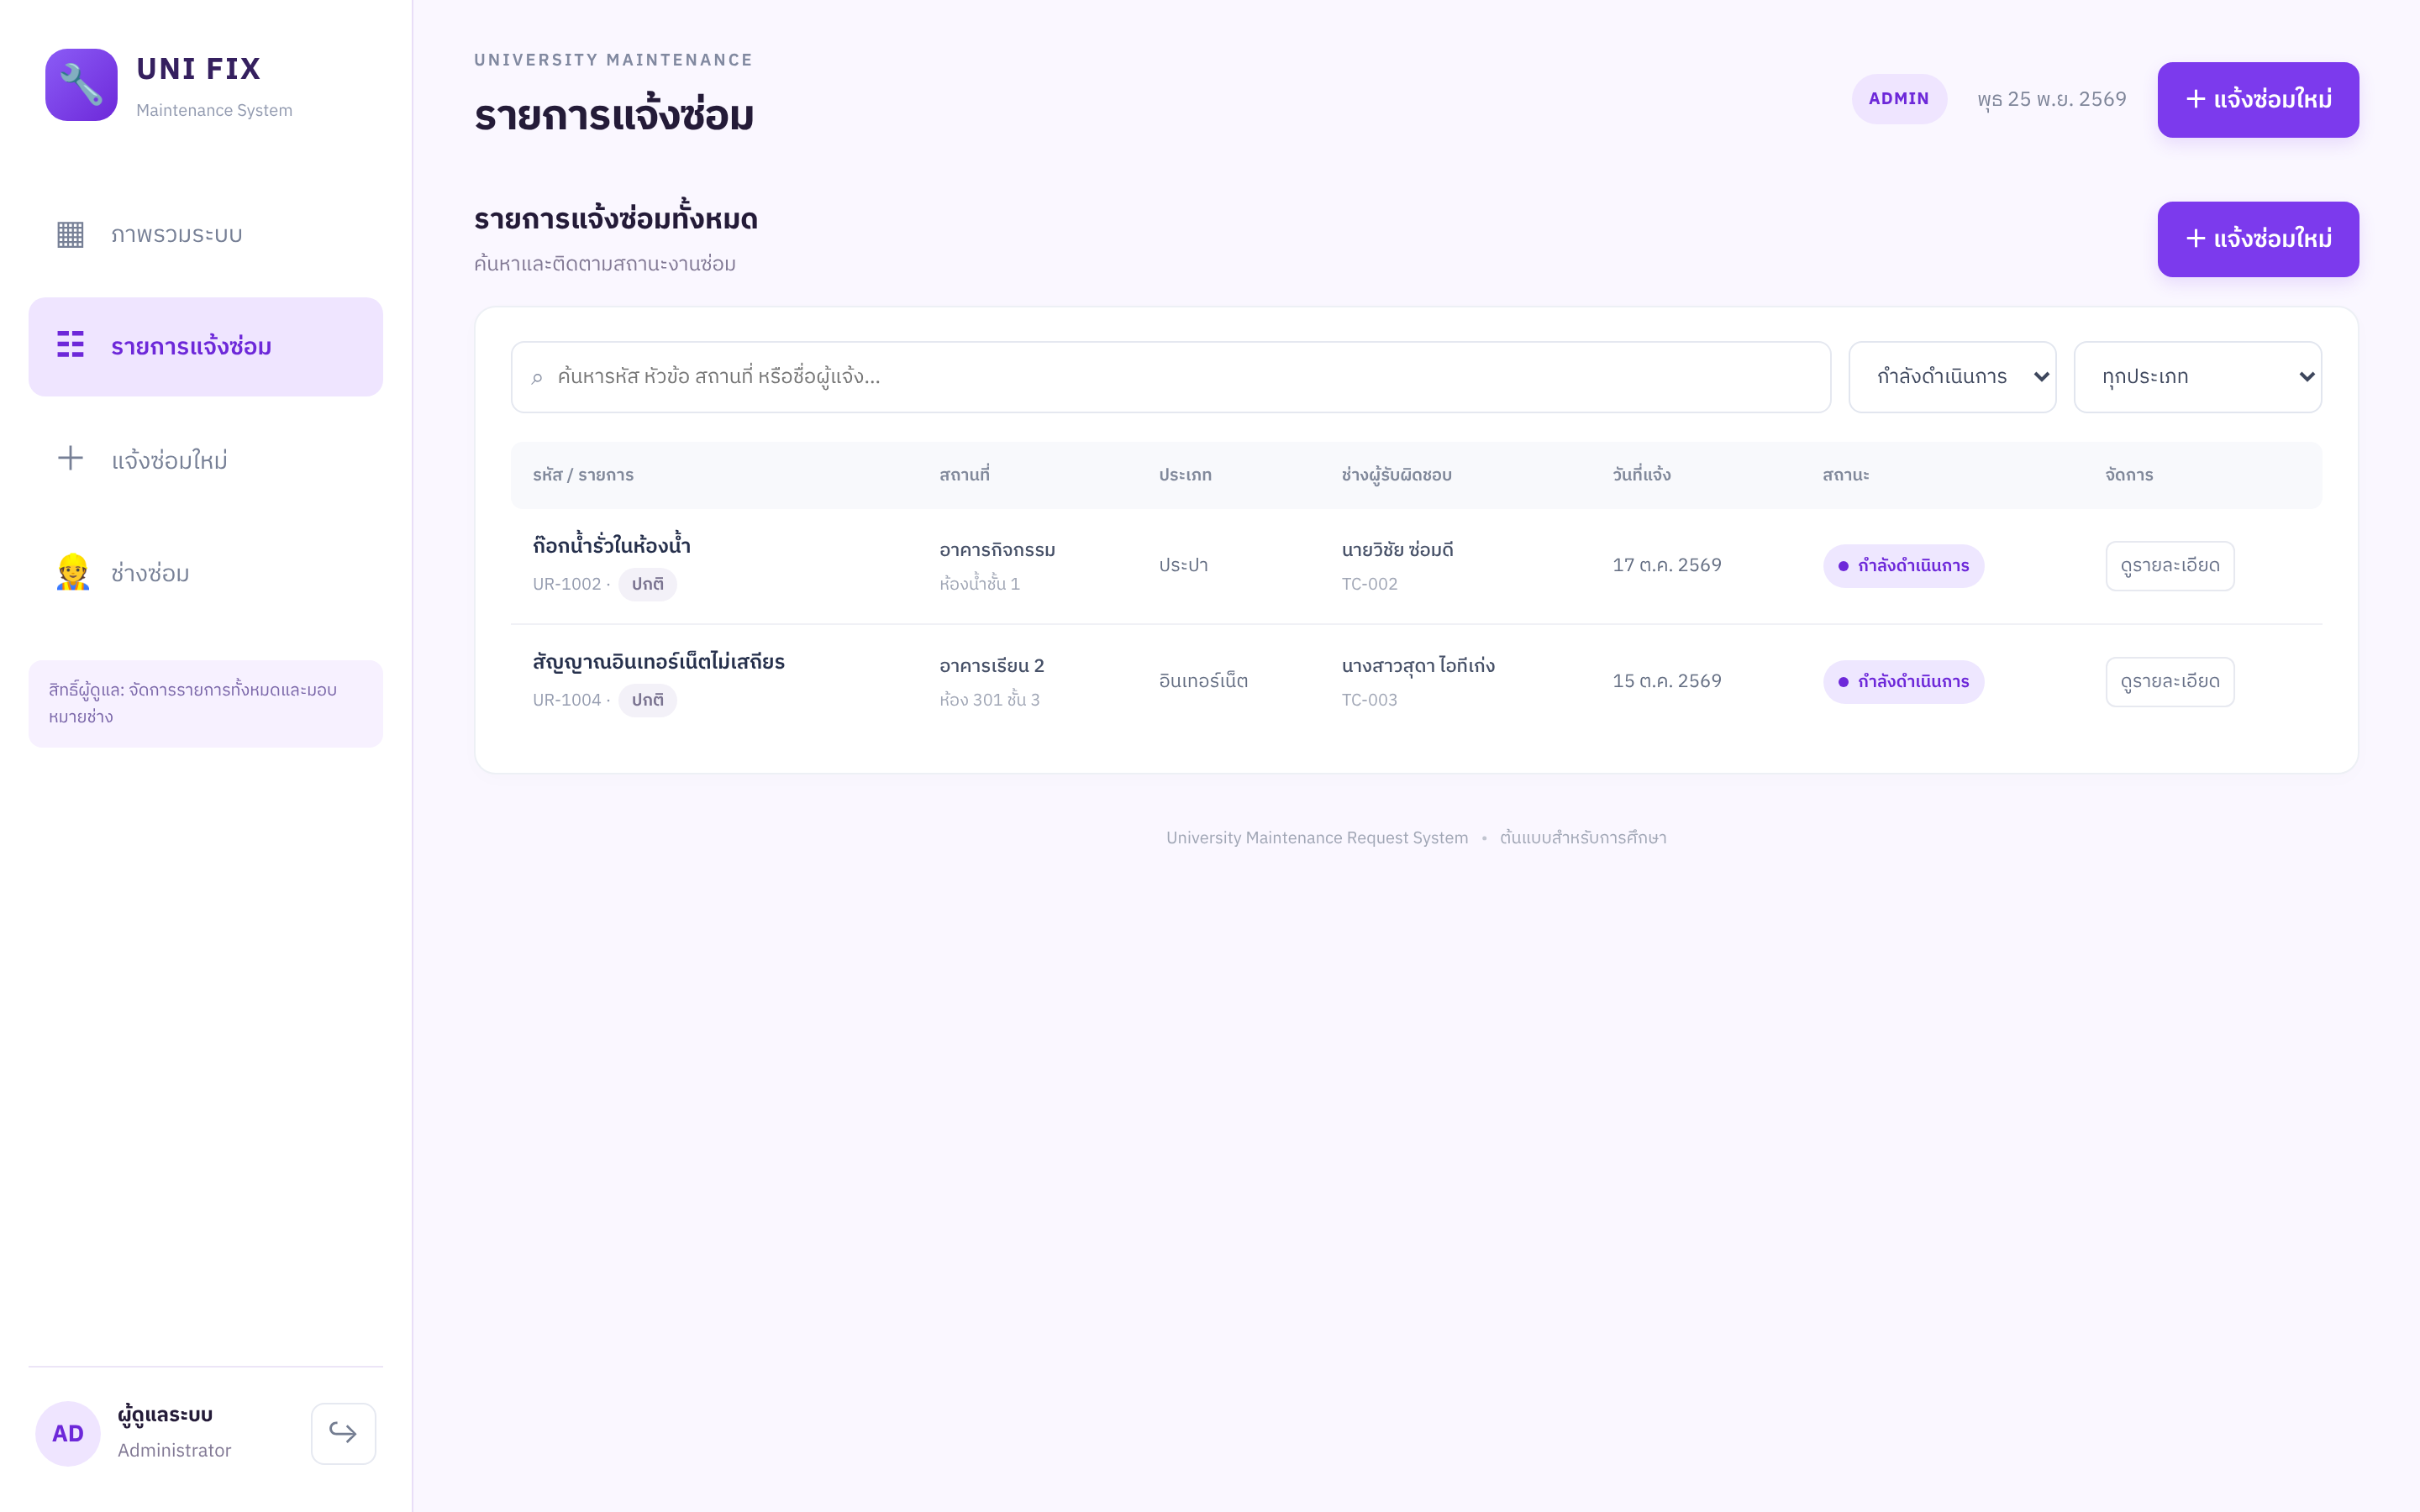 UNI FIX
Maintenance System
ภาพรวมระบบ
รายการแจ้งซ่อม
แจ้งซ่อมใหม่
ช่างซ่อม
สิทธิ์ผู้ดูแล: จัดการรายการทั้งหมดและมอบ
หมายช่าง
AD
ผู้ดูแลระบบ
Administrator
UNIVERSITY MAINTENANCE
รายการแจ้งซ่อม
ADMIN
พุธ 25 พ.ย. 2569
+ แจ้งซ่อมใหม่
รายการแจ้งซ่อมทั้งหมด
ค้นหาและติดตามสถานะงานซ่อม
+ แจ้งซ่อมใหม่
ค้นหารหัส หัวข้อ สถานที่ หรือชื่อผู้แจ้ง...
กำลังดำเนินการ
ทุกประเภท
รหัส / รายการ สถานที่ ประเภท ช่างผู้รับผิดชอบ วันที่แจ้ง สถานะ จัดการ
ก๊อกน้ำรั่วในห้องน้ำ
UR-1002 · ปกติ
อาคารกิจกรรม
ห้องน้ำชั้น 1
ประปา
นายวิชัย ซ่อมดี
TC-002
17 ต.ค. 2569
กำลังดำเนินการ
ดูรายละเอียด
สัญญาณอินเทอร์เน็ตไม่เสถียร
UR-1004 · ปกติ
อาคารเรียน 2
ห้อง 301 ชั้น 3
อินเทอร์เน็ต
นางสาวสุดา ไอทีเก่ง
TC-003
15 ต.ค. 2569
กำลังดำเนินการ
ดูรายละเอียด
University Maintenance Request System • ต้นแบบสำหรับการศึกษา